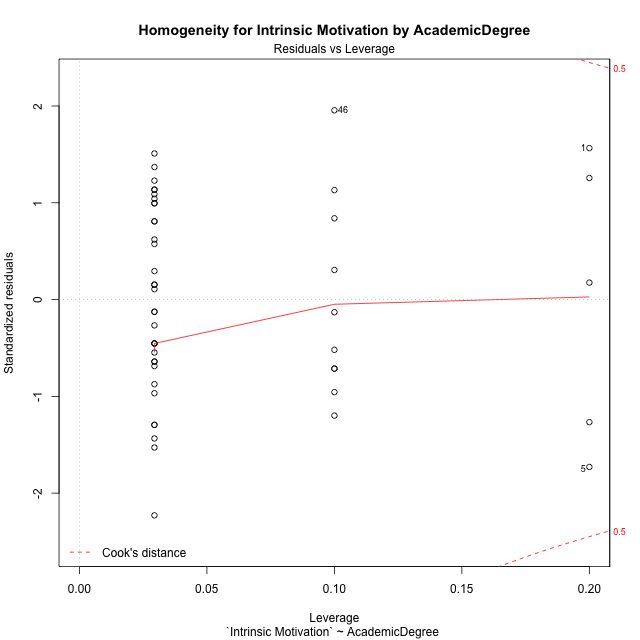 Homogeneity for Intrinsic Motivation by AcademicDegree
Residuals vs Leverage
0.5
46
1
5
0.5
Cook's distance
2
1
0
-1
-2
Standardized residuals
0.00 0.05 0.10 0.15 0.20
Leverage
`Intrinsic Motivation` ~ AcademicDegree